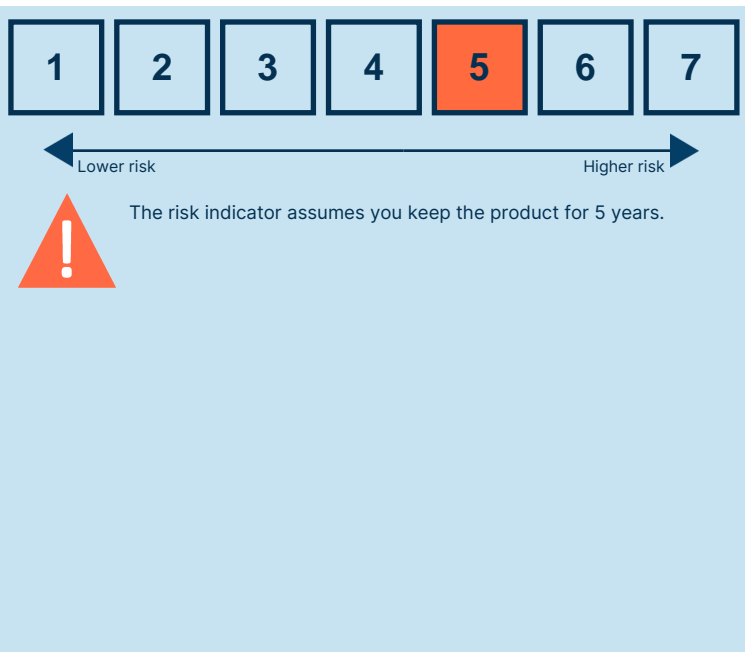 1 2 3 4 5 6 7
Lower risk Higher risk
The risk indicator assumes you keep the product for 5 years.
!